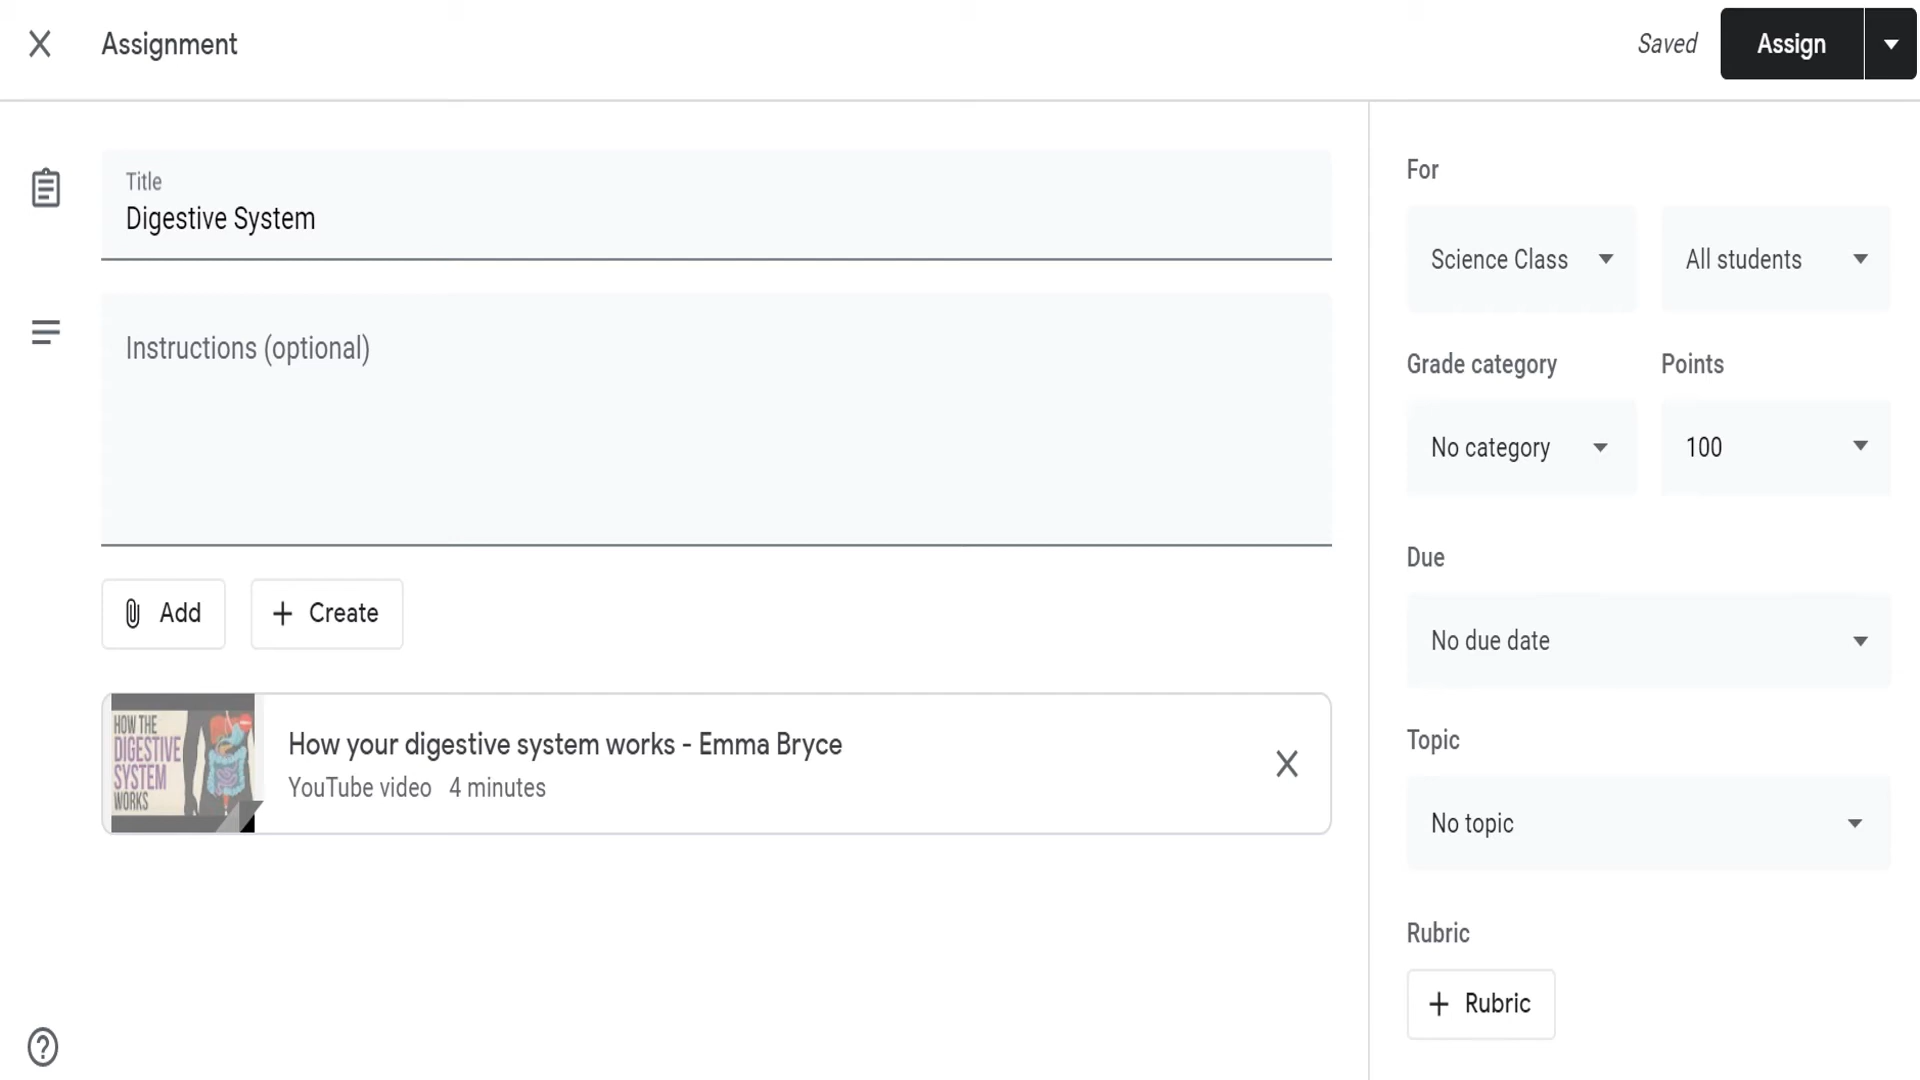 Assignment
Saved
Assign
Title
Digestive System
Instructions (optional)
Add
Create
HOW THE
DIGESTIVE
SYSTEM
WORKS
How your digestive system works - Emma Bryce
YouTube video 4 minutes
For
Science Class
All students
Grade category
Points
No category
100
Due
No due date
Topic
No topic
Rubric
Rubric